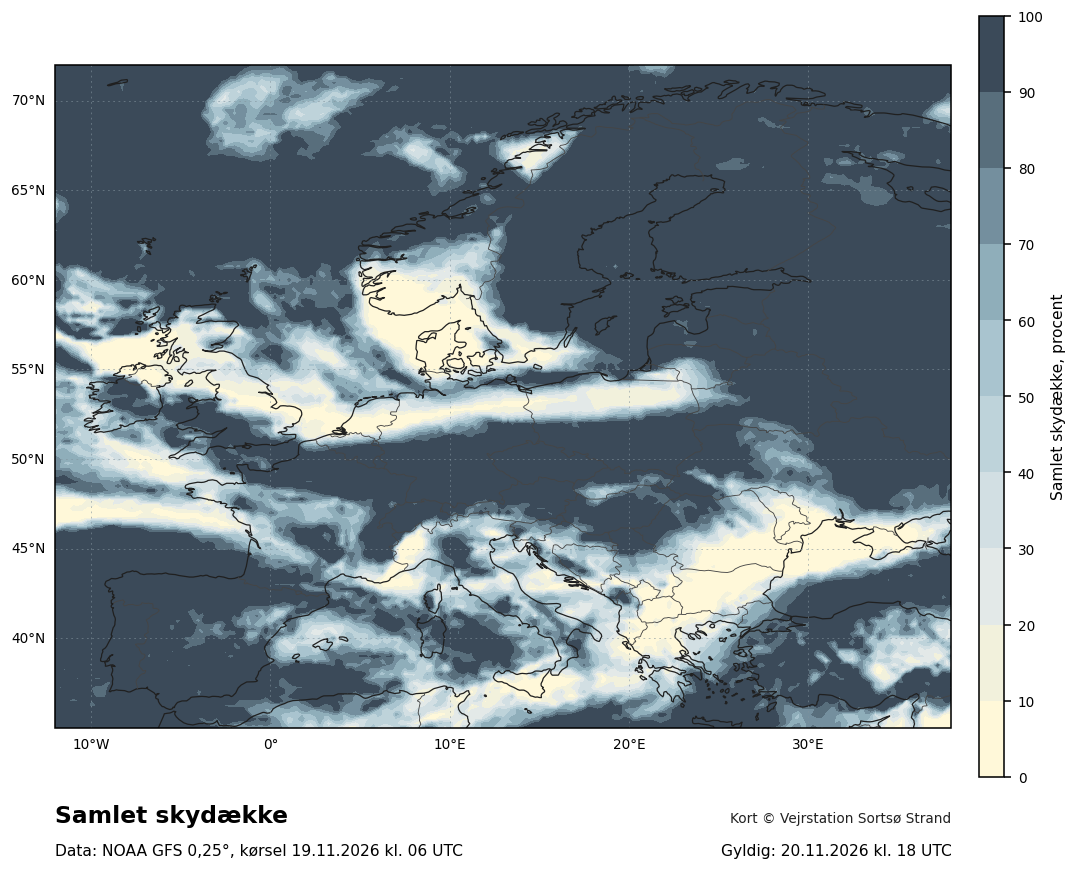 100
90
80
70
60
50
40
30
20
10
0
Samlet skydække, procent
70°N
65°N
60°N
55°N
50°N
45°N
40°N
10°W
0°
10°E
20°E
30°E
Samlet skydække
Kort © Vejrstation Sortsø Strand
Data: NOAA GFS 0,25°, kørsel 19.11.2026 kl. 06 UTC
Gyldig: 20.11.2026 kl. 18 UTC